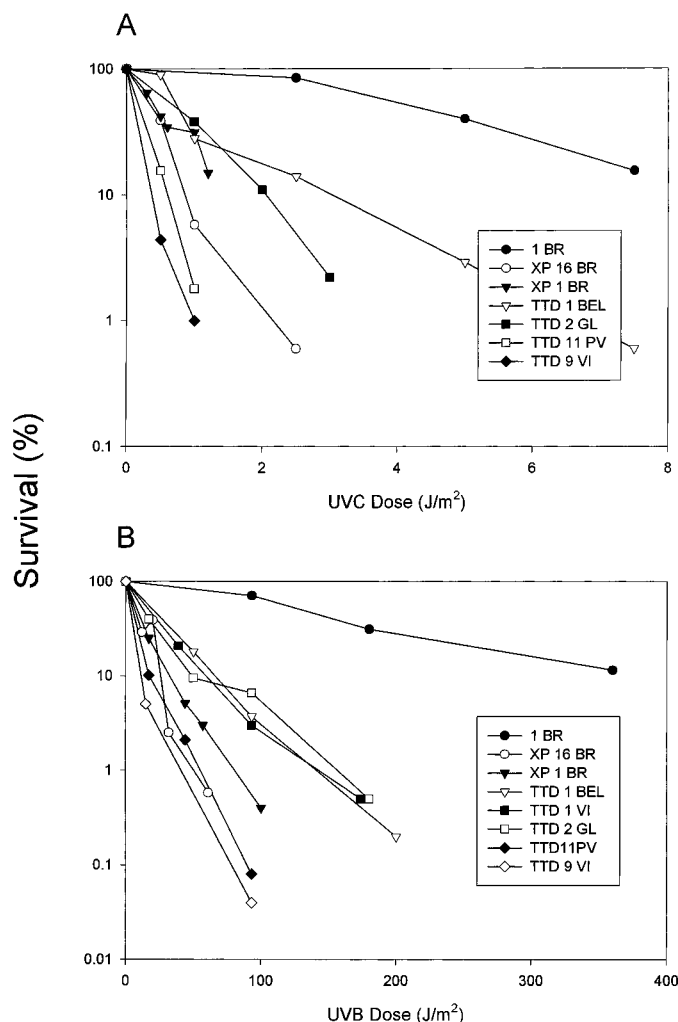 A
100
10
1
0.1
0
2
4
6
8
UVC Dose (J/m²)
1 BR
XP 16 BR
XP 1 BR
TTD 1 BEL
TTD 2 GL
TTD 11 PV
TTD 9 VI
Survival (%)
B
100
10
1
0.1
0.01
0
100
200
300
400
UVB Dose (J/m²)
1 BR
XP 16 BR
XP 1 BR
TTD 1 BEL
TTD 1 VI
TTD 2 GL
TTD11PV
TTD 9 VI